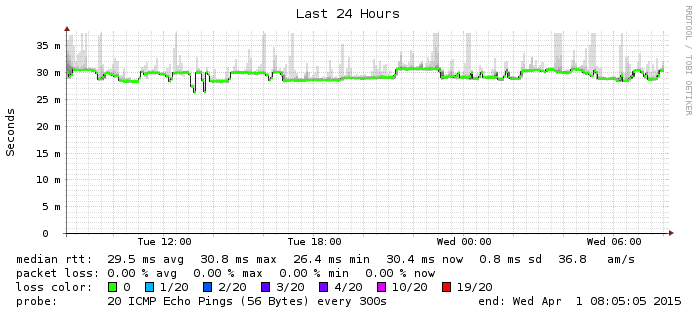 Last 24 Hours
RRDTOOL / TOBI OETIKER
Seconds
35 m
30 m
25 m
20 m
15 m
10 m
5 m
0
Tue 12:00 Tue 18:00 Wed 00:00 Wed 06:00
median rtt: 29.5 ms avg 30.8 ms max 26.4 ms min 30.4 ms now 0.8 ms sd 36.8 am/s
packet loss: 0.00 % avg 0.00 % max 0.00 % min 0.00 % now
loss color: 0 1/20 2/20 3/20 4/20 10/20 19/20
probe: 20 ICMP Echo Pings (56 Bytes) every 300s end: Wed Apr 1 08:05:05 2015